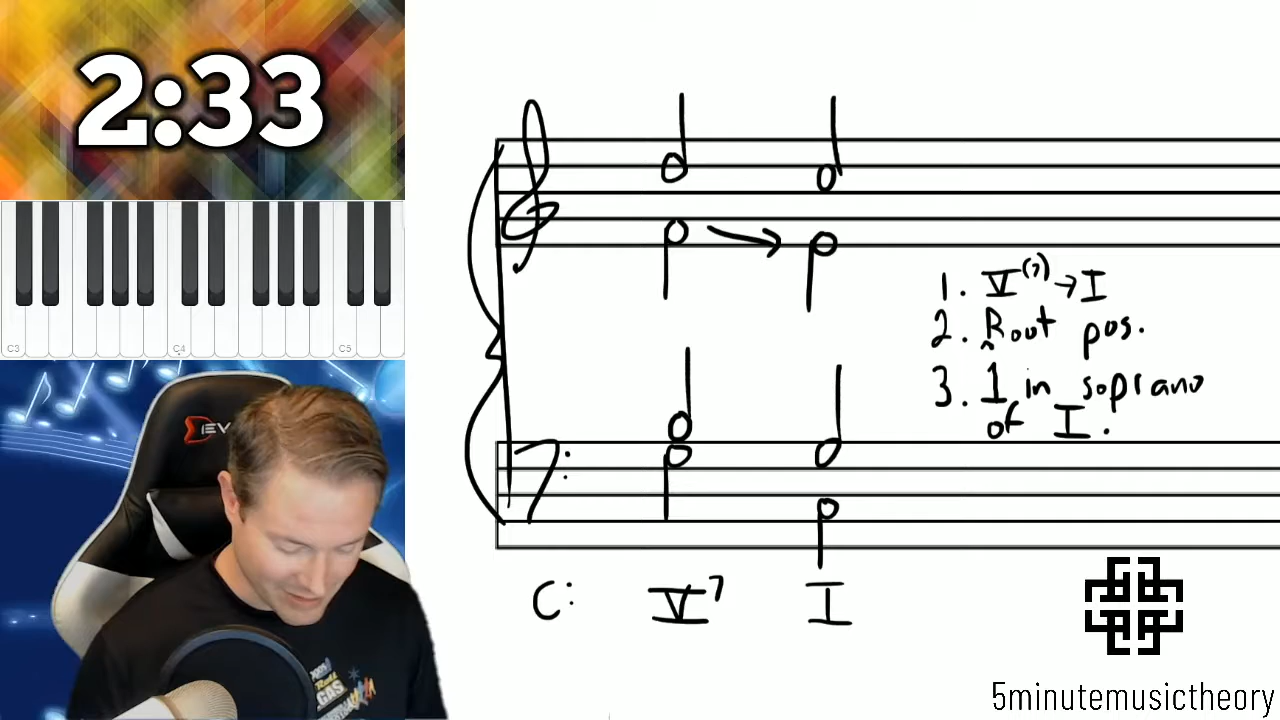 2:33
C3 C4 C5
1. V(7)→I
2. Root pos.
3. 1̂ in soprano
of I.
C: V7 I
5minutemusictheory